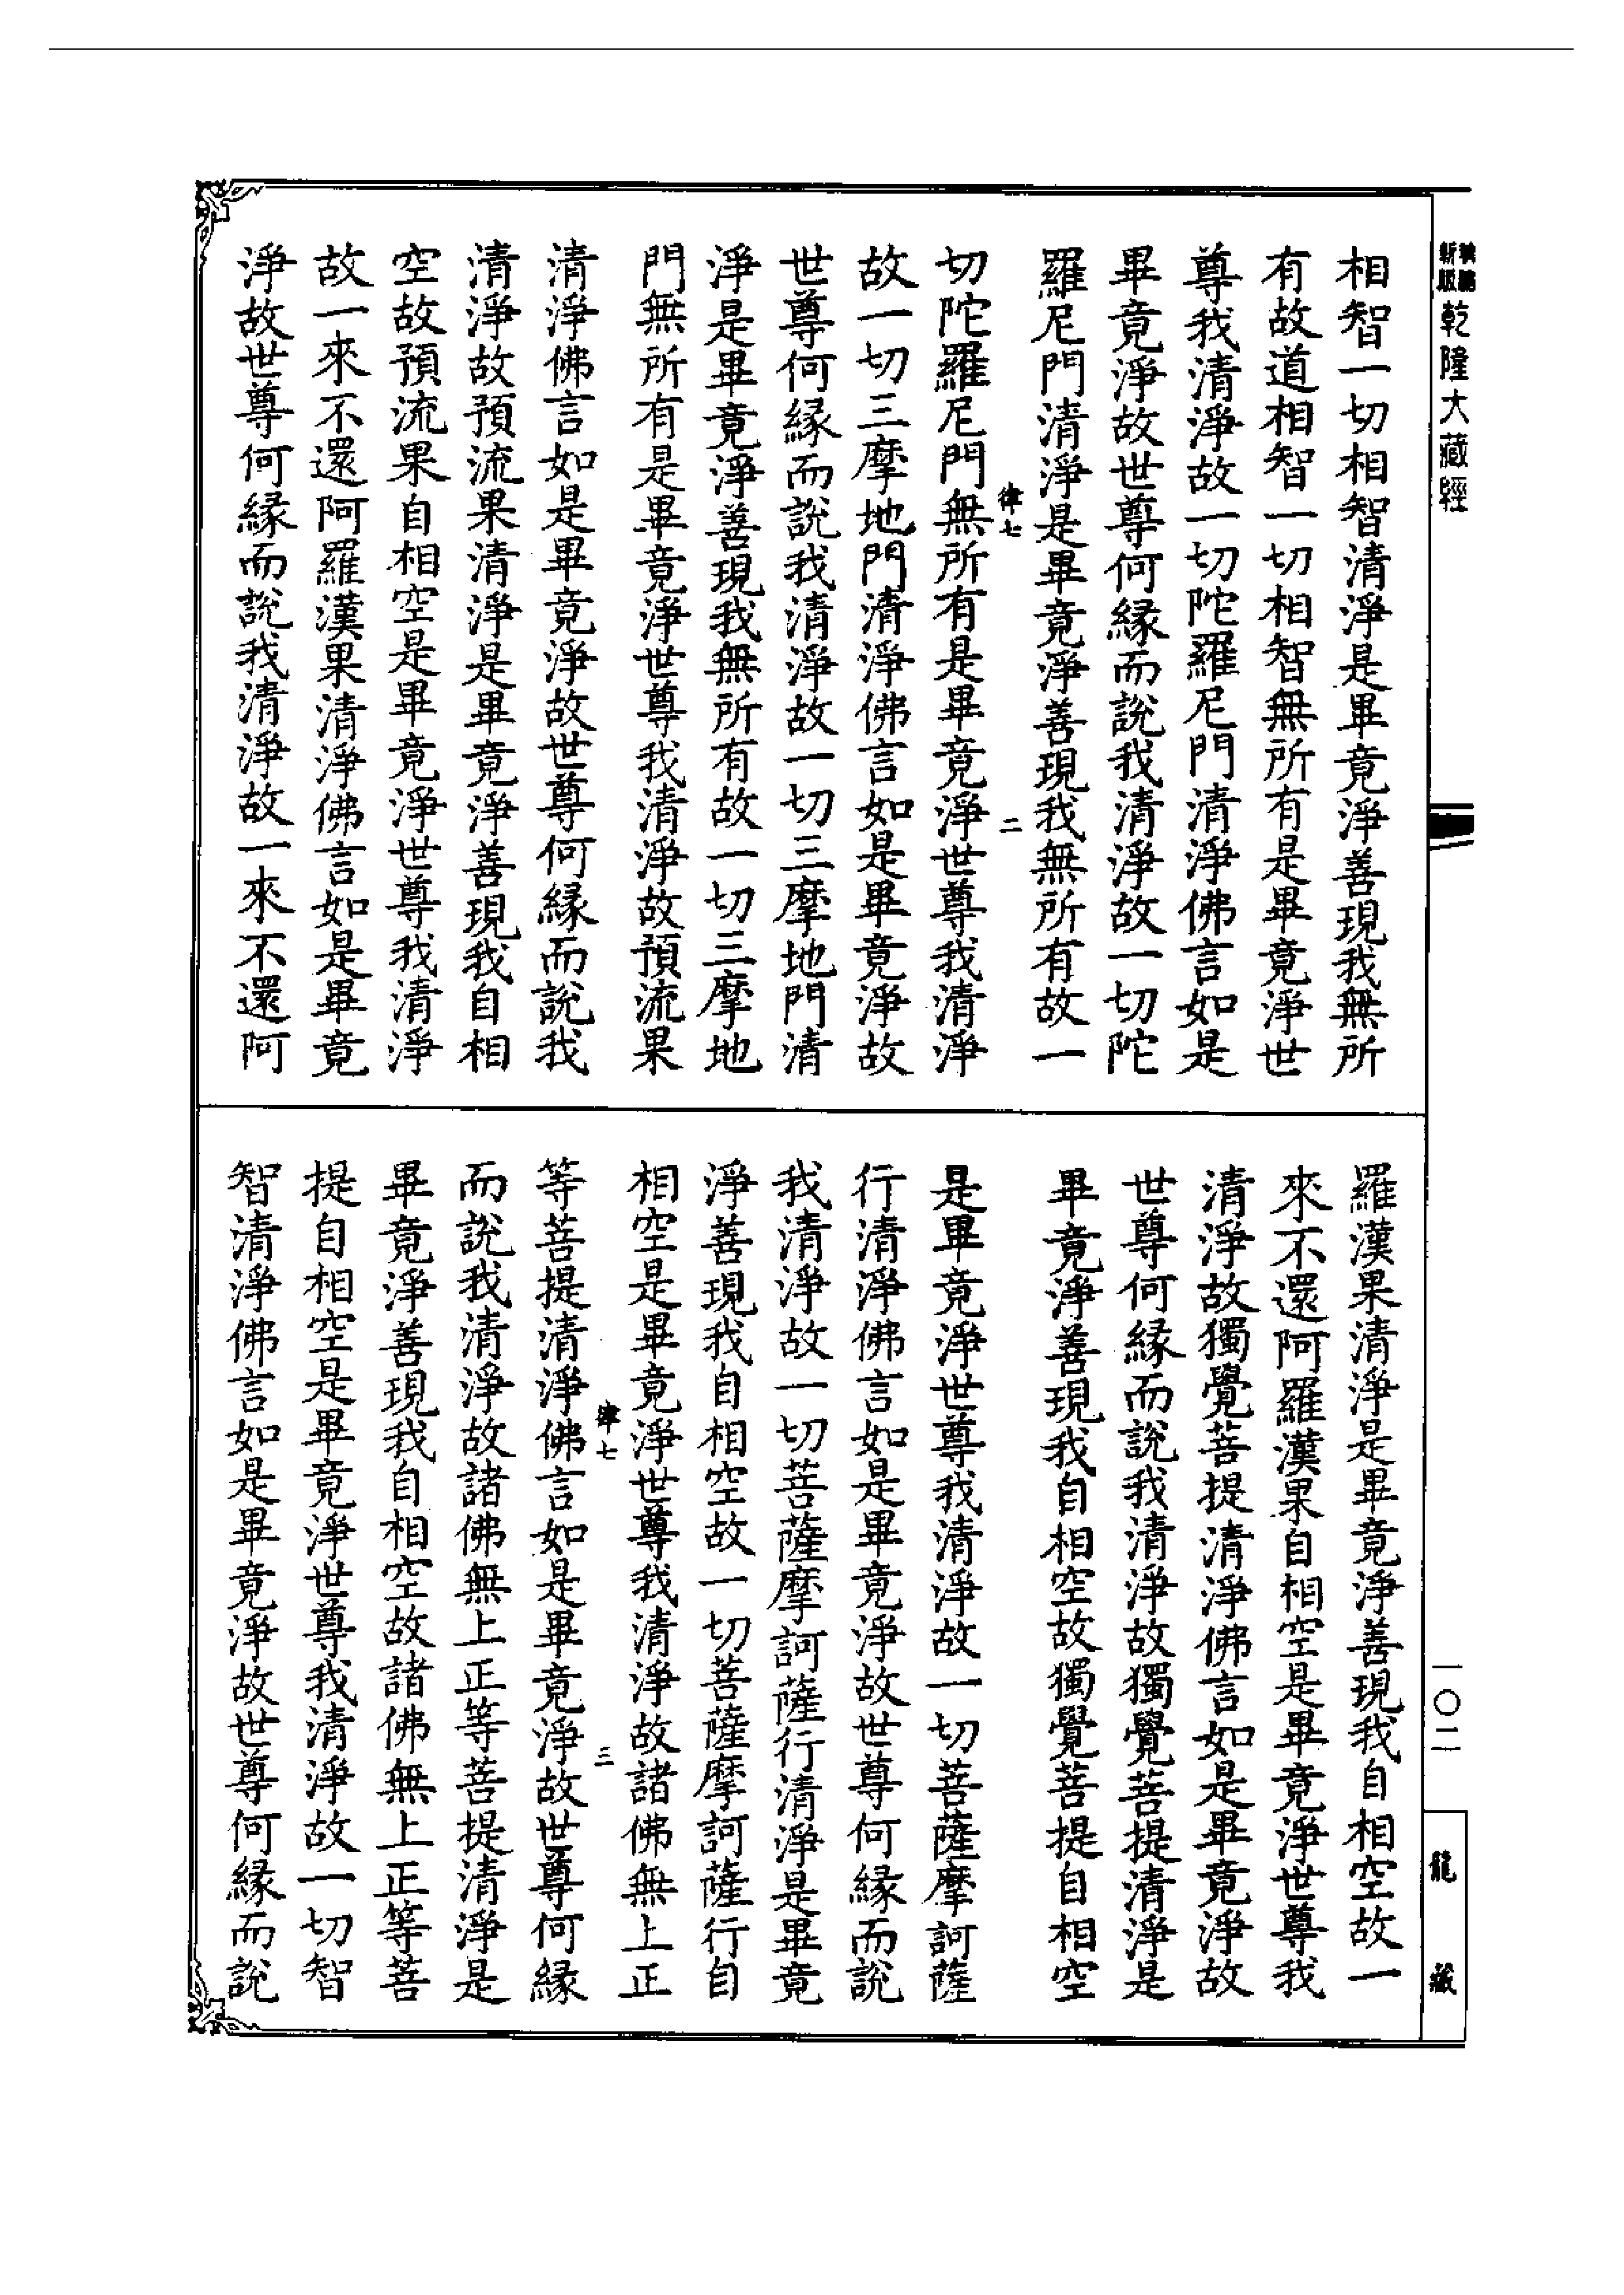 乾隆大藏經
相智一切相智清淨是畢竟淨善現我無所
有故道相智一切相智無所有是畢竟淨世
尊我清淨故一切陀羅尼門清淨佛言如是
畢竟淨故世尊何緣而說我清淨故一切陀
羅尼門清淨是畢竟淨善現我無所有故一
律七 二
切陀羅尼門無所有是畢竟淨世尊我清淨
故一切三摩地門清淨佛言如是畢竟淨故
世尊何緣而說我清淨故一切三摩地門清
淨是畢竟淨善現我無所有故一切三摩地
門無所有是畢竟淨世尊我清淨故預流果
清淨佛言如是畢竟淨故世尊何緣而說我
清淨故預流果清淨是畢竟淨善現我自相
空故預流果自相空是畢竟淨世尊我清淨
故一來不還阿羅漢果清淨佛言如是畢竟
淨故世尊何緣而說我清淨故一來不還阿
羅漢果清淨是畢竟淨善現我自相空故一
來不還阿羅漢果自相空是畢竟淨世尊我
清淨故獨覺菩提清淨佛言如是畢竟淨故
世尊何緣而說我清淨故獨覺菩提清淨是
畢竟淨善現我自相空故獨覺菩提自相空
是畢竟淨世尊我清淨故一切菩薩摩訶薩
行清淨佛言如是畢竟淨故世尊何緣而說
我清淨故一切菩薩摩訶薩行清淨是畢竟
淨善現我自相空故一切菩薩摩訶薩行自
相空是畢竟淨世尊我清淨故諸佛無上正
律七 三
等菩提清淨佛言如是畢竟淨故世尊何緣
而說我清淨故諸佛無上正等菩提清淨是
畢竟淨善現我自相空故諸佛無上正等菩
提自相空是畢竟淨世尊我清淨故一切智
智清淨佛言如是畢竟淨故世尊何緣而說
一〇二
龍藏